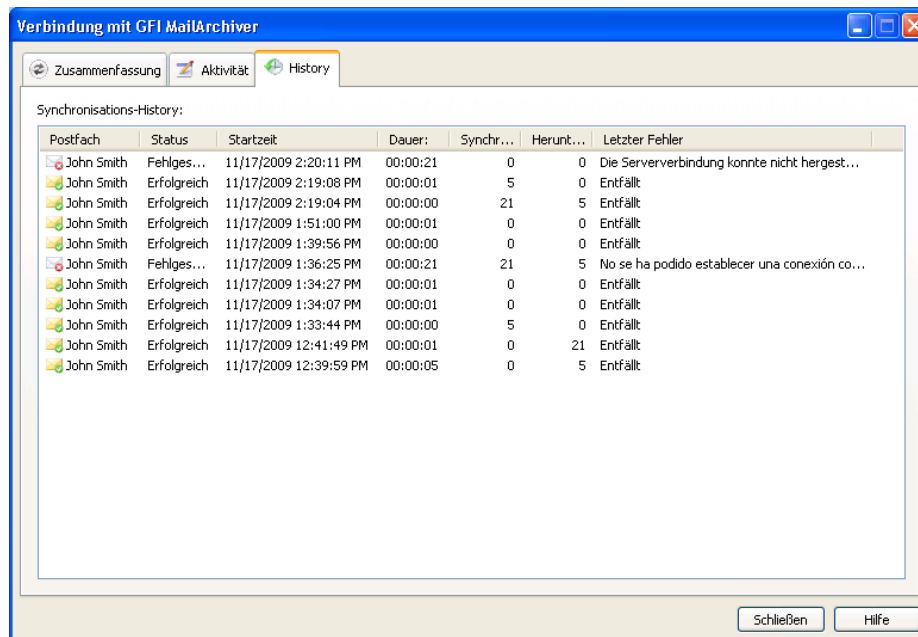 Verbindung mit GFI MailArchiver
Zusammenfassung Aktivität History
Synchronisations-History:
Postfach Status Startzeit Dauer: Synchr... Herunt... Letzter Fehler
John Smith Fehlges... 11/17/2009 2:20:11 PM 00:00:21 0 0 Die Serververbindung konnte nicht hergest...
John Smith Erfolgreich 11/17/2009 2:19:08 PM 00:00:01 5 0 Entfällt
John Smith Erfolgreich 11/17/2009 2:19:04 PM 00:00:00 21 5 Entfällt
John Smith Erfolgreich 11/17/2009 1:51:00 PM 00:00:01 0 0 Entfällt
John Smith Erfolgreich 11/17/2009 1:39:56 PM 00:00:00 0 0 Entfällt
John Smith Fehlges... 11/17/2009 1:36:25 PM 00:00:21 21 5 No se ha podido establecer una conexión co...
John Smith Erfolgreich 11/17/2009 1:34:27 PM 00:00:01 0 0 Entfällt
John Smith Erfolgreich 11/17/2009 1:34:07 PM 00:00:01 0 0 Entfällt
John Smith Erfolgreich 11/17/2009 1:33:44 PM 00:00:00 5 0 Entfällt
John Smith Erfolgreich 11/17/2009 12:41:49 PM 00:00:01 0 21 Entfällt
John Smith Erfolgreich 11/17/2009 12:39:59 PM 00:00:05 0 5 Entfällt
Schließen Hilfe